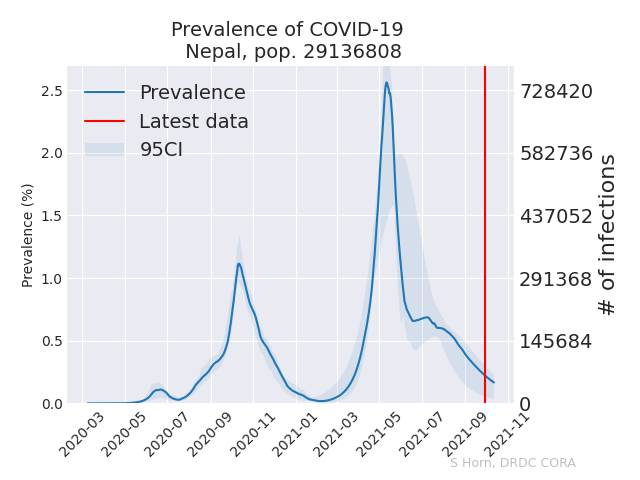 Prevalence of COVID-19
Nepal, pop. 29136808
Prevalence
Latest data
95CI
2.5
2.0
1.5
1.0
0.5
0.0
Prevalence (%)
728420
582736
437052
291368
145684
0
# of infections
2020-03
2020-05
2020-07
2020-09
2020-11
2021-01
2021-03
2021-05
2021-07
2021-09
2021-11
S Horn, DRDC CORA